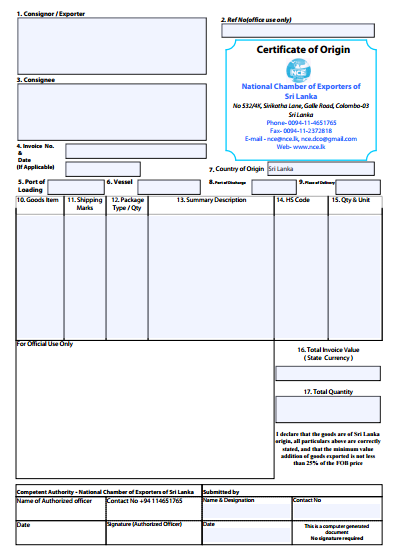 1. Consignor / Exporter
2. Ref No(office use only)
Certificate of Origin
NCE
National Chamber of Exporters of
Sri Lanka
No 532/4K, Sirikotha Lane, Galle Road, Colombo-03
Sri Lanka
Phone- 0094-11-4651765
Fax- 0094-11-2372818
E-mail - nce@nce.lk, nce.dco@gmail.com
Web- www.nce.lk
3. Consignee
4. Invoice No.
&
Date
(If Applicable)
7. Country of Origin
Sri Lanka
5. Port of
Loading
6. Vessel
8. Port of Discharge
9. Place of Delivery
10. Goods Item
11. Shipping
Marks
12. Package
Type / Qty
13. Summary Description
14. HS Code
15. Qty & Unit
For Official Use Only
16. Total Invoice Value
( State Currency )
17. Total Quantity
I declare that the goods are of Sri Lanka
origin, all particulars above are correctly
stated, and that the minimum value
addition of goods exported is not less
than 25% of the FOB price
Competent Authority - National Chamber of Exporters of Sri Lanka
Submitted by
Name of Authorized officer
Contact No +94 114651765
Name & Designation
Contact No
Date
Signature (Authorized Officer)
Date
This is a computer generated
document
No signature required